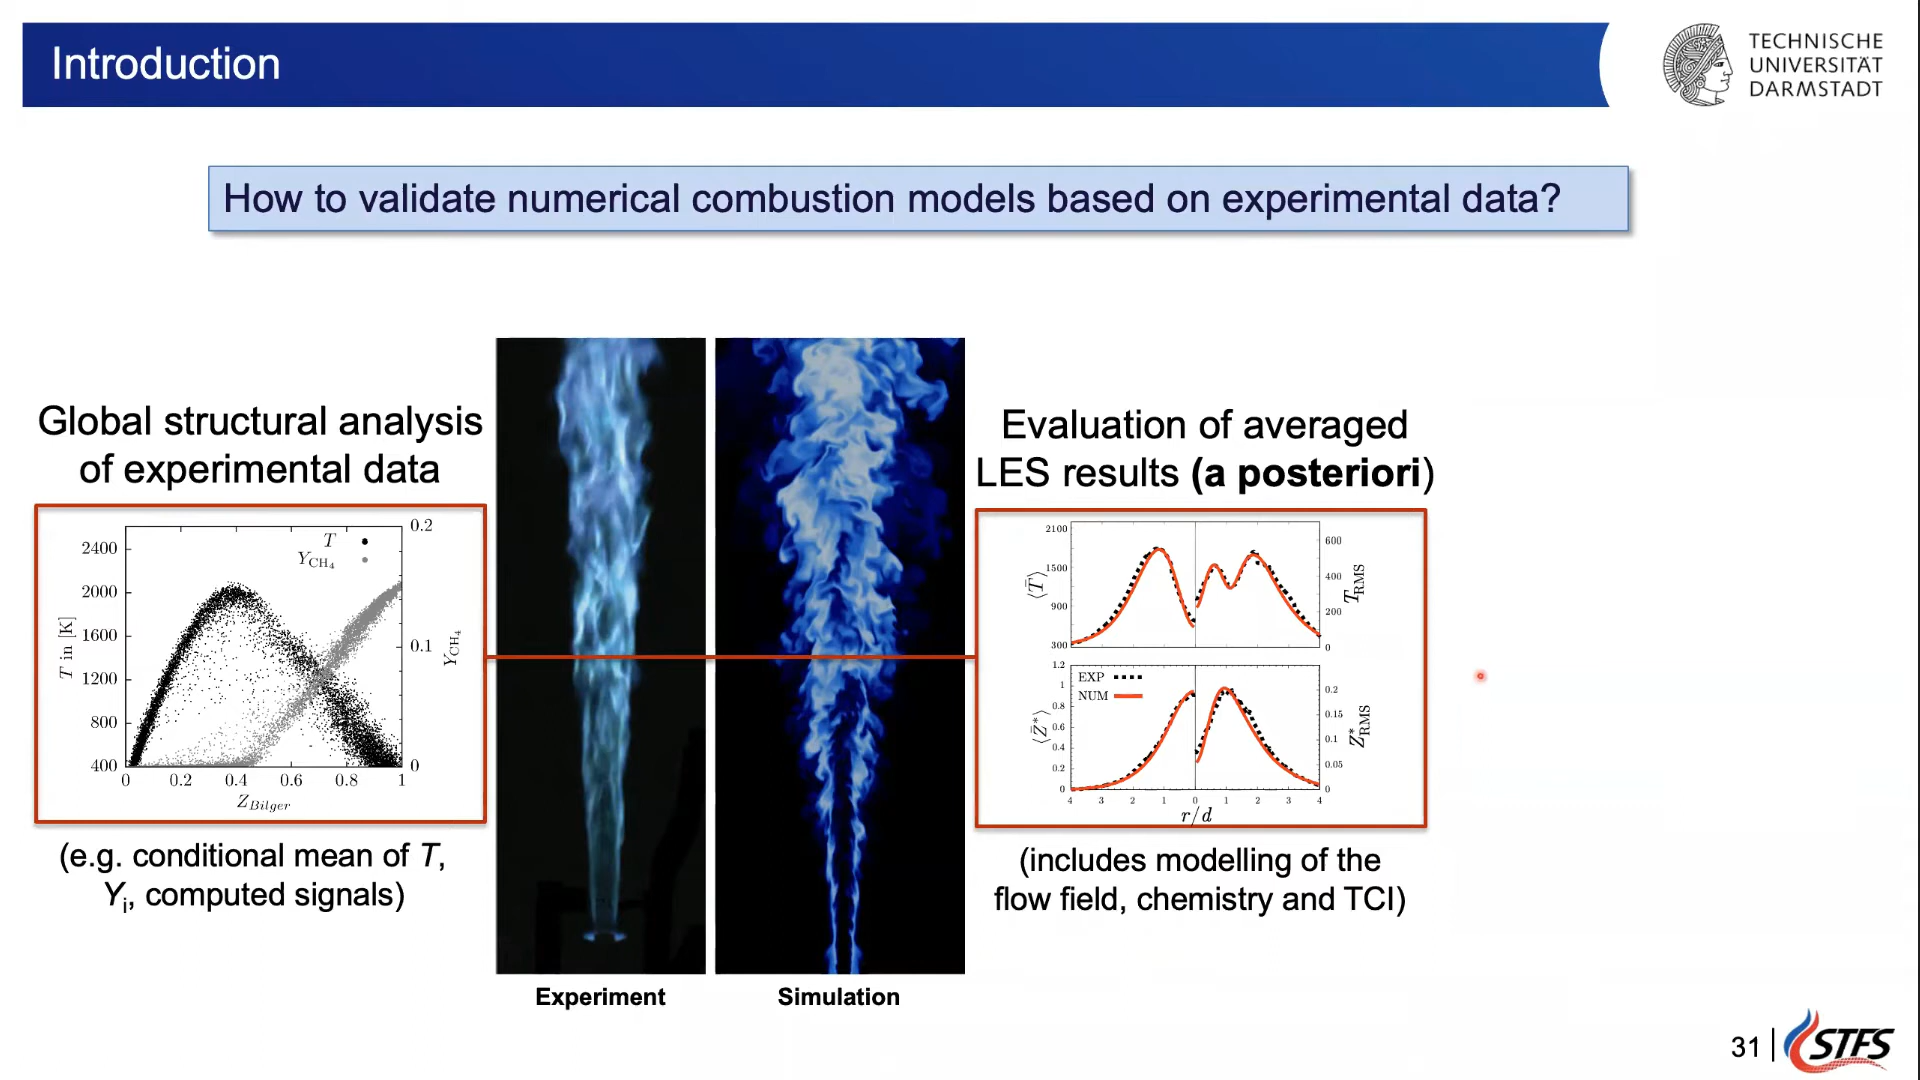 Introduction
TECHNISCHE
UNIVERSITÄT
DARMSTADT
How to validate numerical combustion models based on experimental data?
Global structural analysis
of experimental data
T
Y_CH4
2400
2000
1600
1200
800
400
T in [K]
0.2
0.1
0
Y_CH4
0 0.2 0.4 0.6 0.8 1
Z_Bilger
(e.g. conditional mean of T,
Yi, computed signals)
Experiment
Simulation
Evaluation of averaged
LES results (a posteriori)
2100
1500
900
300
⟨T̄⟩
600
400
200
0
T_RMS
EXP
NUM
1.2
1
0.8
0.6
0.4
0.2
0
⟨Z̄*⟩
0.2
0.15
0.1
0.05
0
Z*_RMS
4 3 2 1 0 1 2 3 4
r/d
(includes modelling of the
flow field, chemistry and TCI)
31
STFS